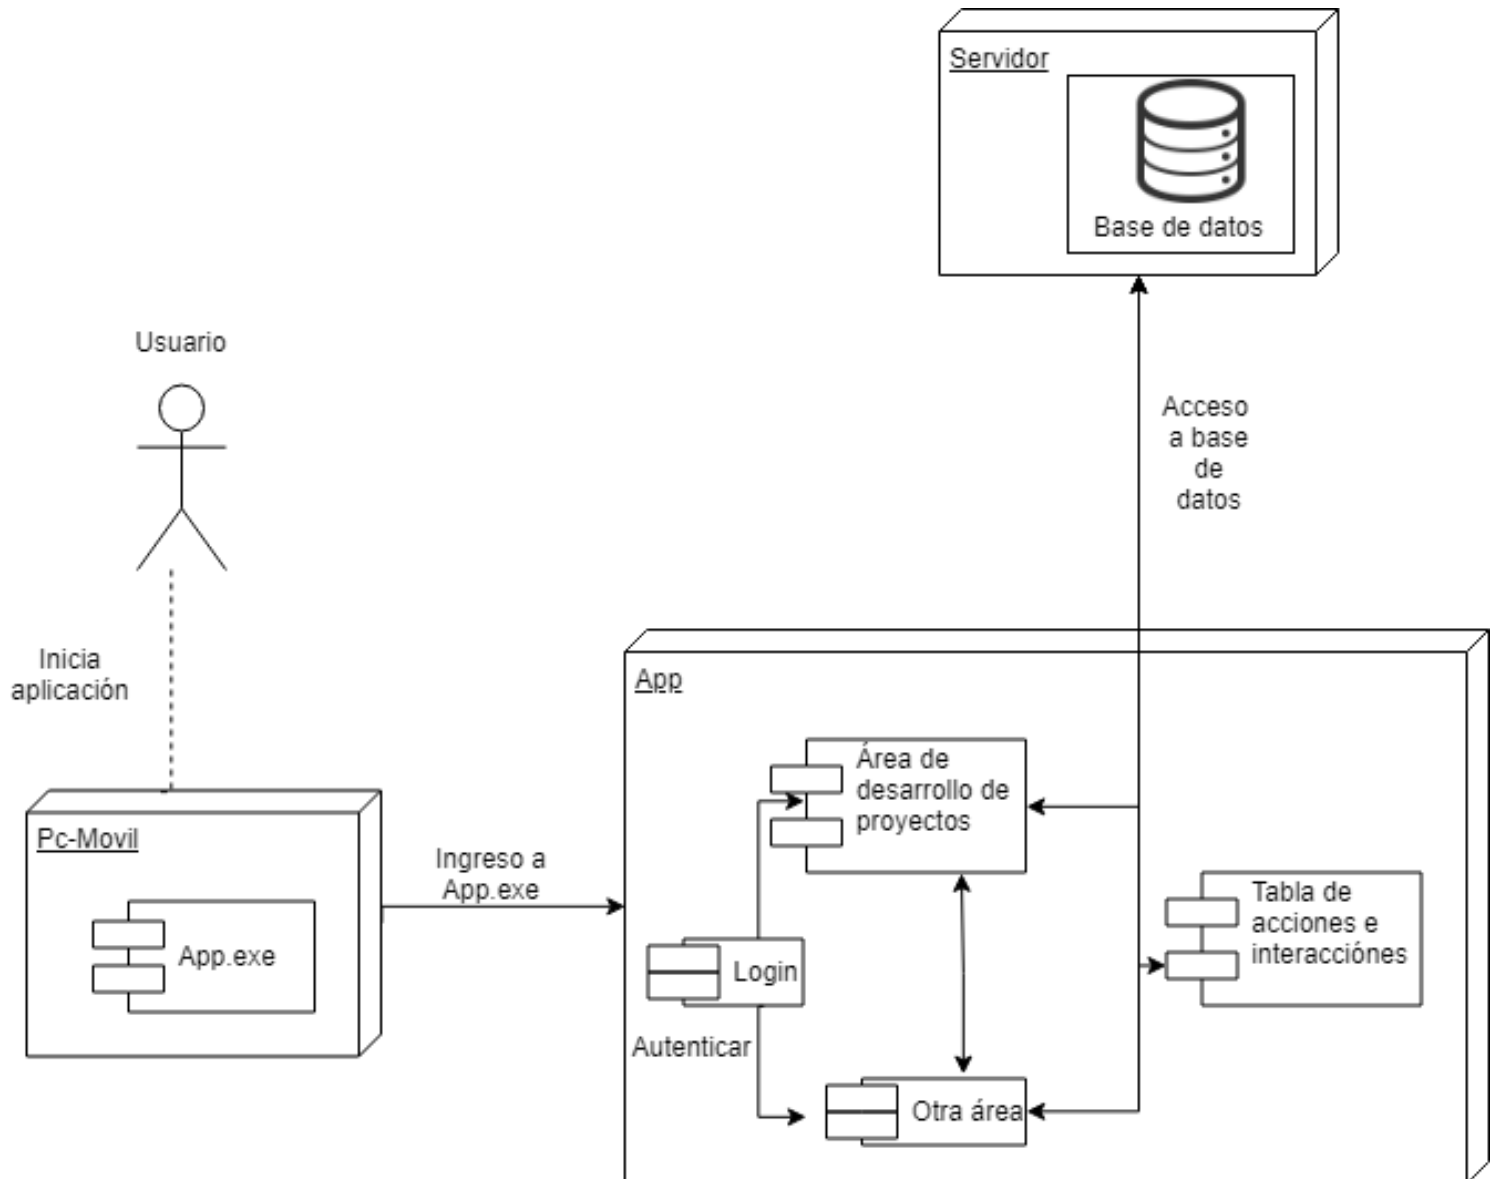 Servidor
Base de datos
Usuario
Acceso
a base
de
datos
Inicia
aplicación
App
Área de
desarrollo de
proyectos
Pc-Movil
Ingreso a
App.exe
App.exe
Tabla de
acciones e
interacciónes
Login
Autenticar
Otra área